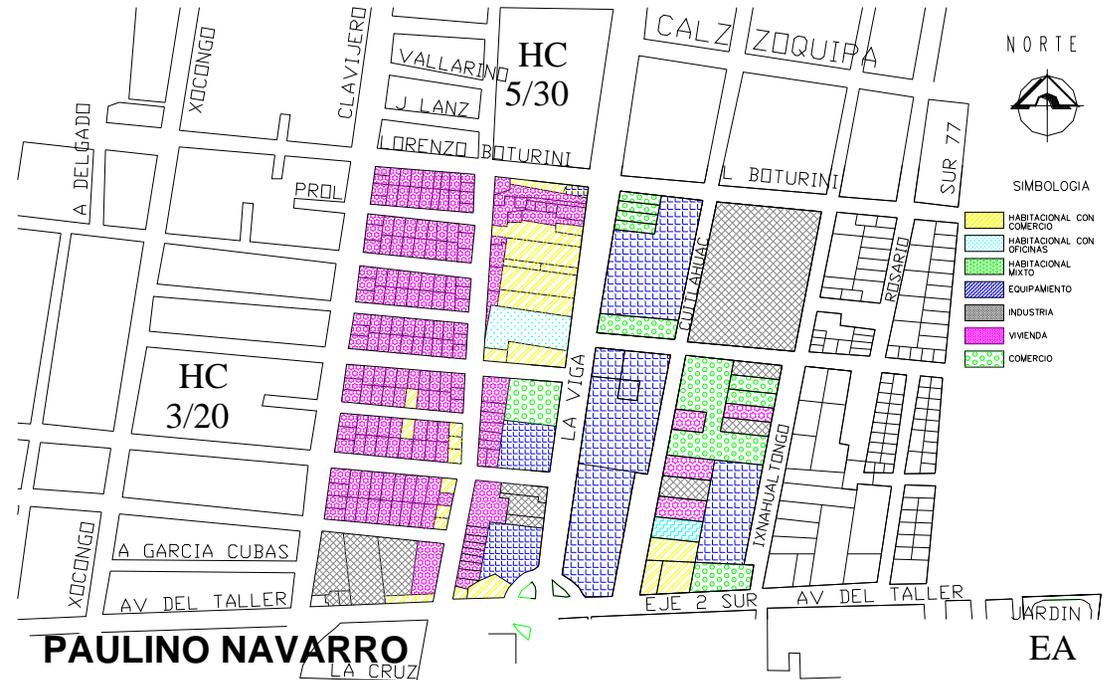 CALZ ZOQUIPA
NORTE
XOCONGO
CLAVIJERO
HC
5/30
VALLARINO
J LANZ
A DELGADO
LORENZO BOTURINI
L BOTURINI
SUR 77
PROL
SIMBOLOGIA
HABITACIONAL CON
COMERCIO
HABITACIONAL CON
OFICINAS
HABITACIONAL
MIXTO
EQUIPAMIENTO
INDUSTRIA
VIVIENDA
COMERCIO
CUITLAHUAC
ROSARIO
HC
3/20
LA VIGA
IXNAHUALTONGO
XOCONGO
A GARCIA CUBAS
AV DEL TALLER
EJE 2 SUR
AV DEL TALLER
JARDIN
PAULINO NAVARRO
LA CRUZ
EA